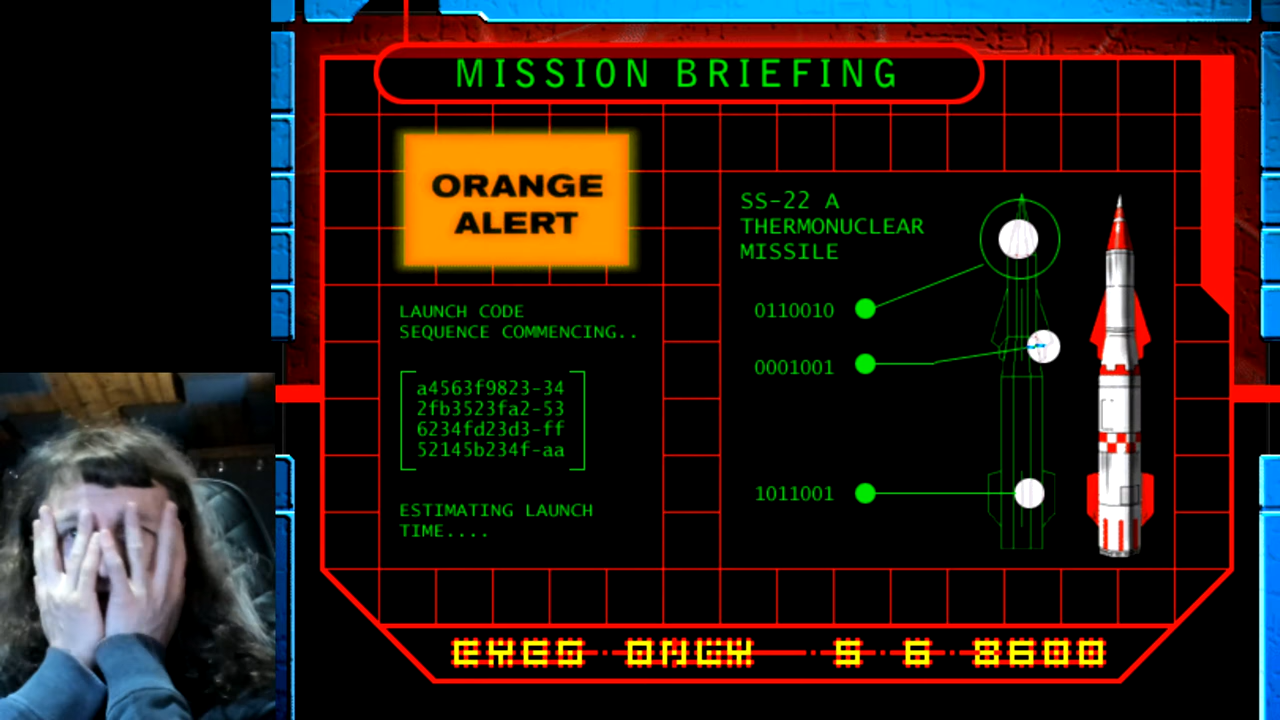 MISSION BRIEFING
ORANGE
ALERT
LAUNCH CODE
SEQUENCE COMMENCING..
a4563f9823-34
2fb3523fa2-53
6234fd23d3-ff
52145b234f-aa
ESTIMATING LAUNCH
TIME....
SS-22 A
THERMONUCLEAR
MISSILE
0110010
0001001
1011001
EYES ONLY S 6 8600